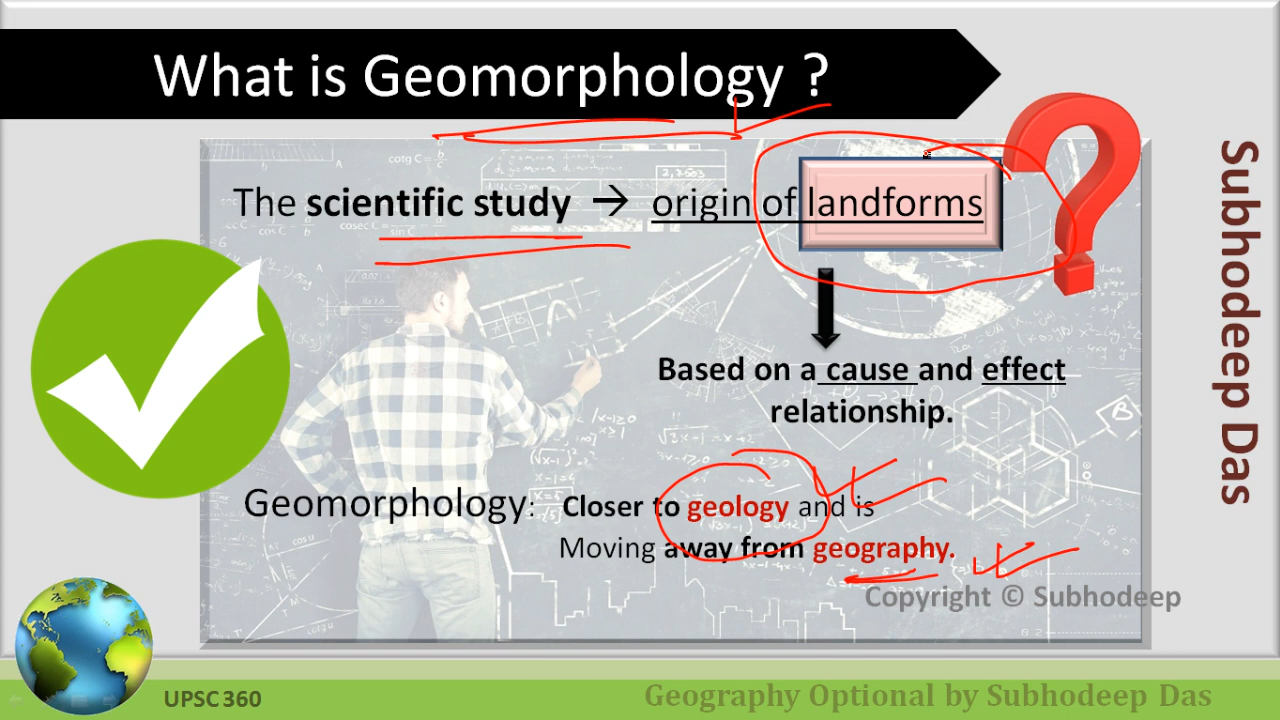 What is Geomorphology ?
The scientific study → origin of landforms
Based on a cause and effect
relationship.
Geomorphology: Closer to geology and is
Moving away from geography.
Copyright © Subhodeep
Subhodeep Das
UPSC 360
Geography Optional by Subhodeep Das